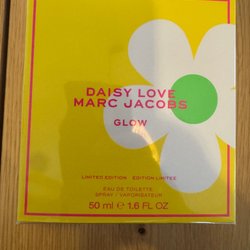 DAISY LOVE
MARC JACOBS
GLOW
LIMITED EDITION · EDITION LIMITEE
EAU DE TOILETTE
SPRAY / VAPORISATEUR
50 ml ℮ 1.6 FL OZ